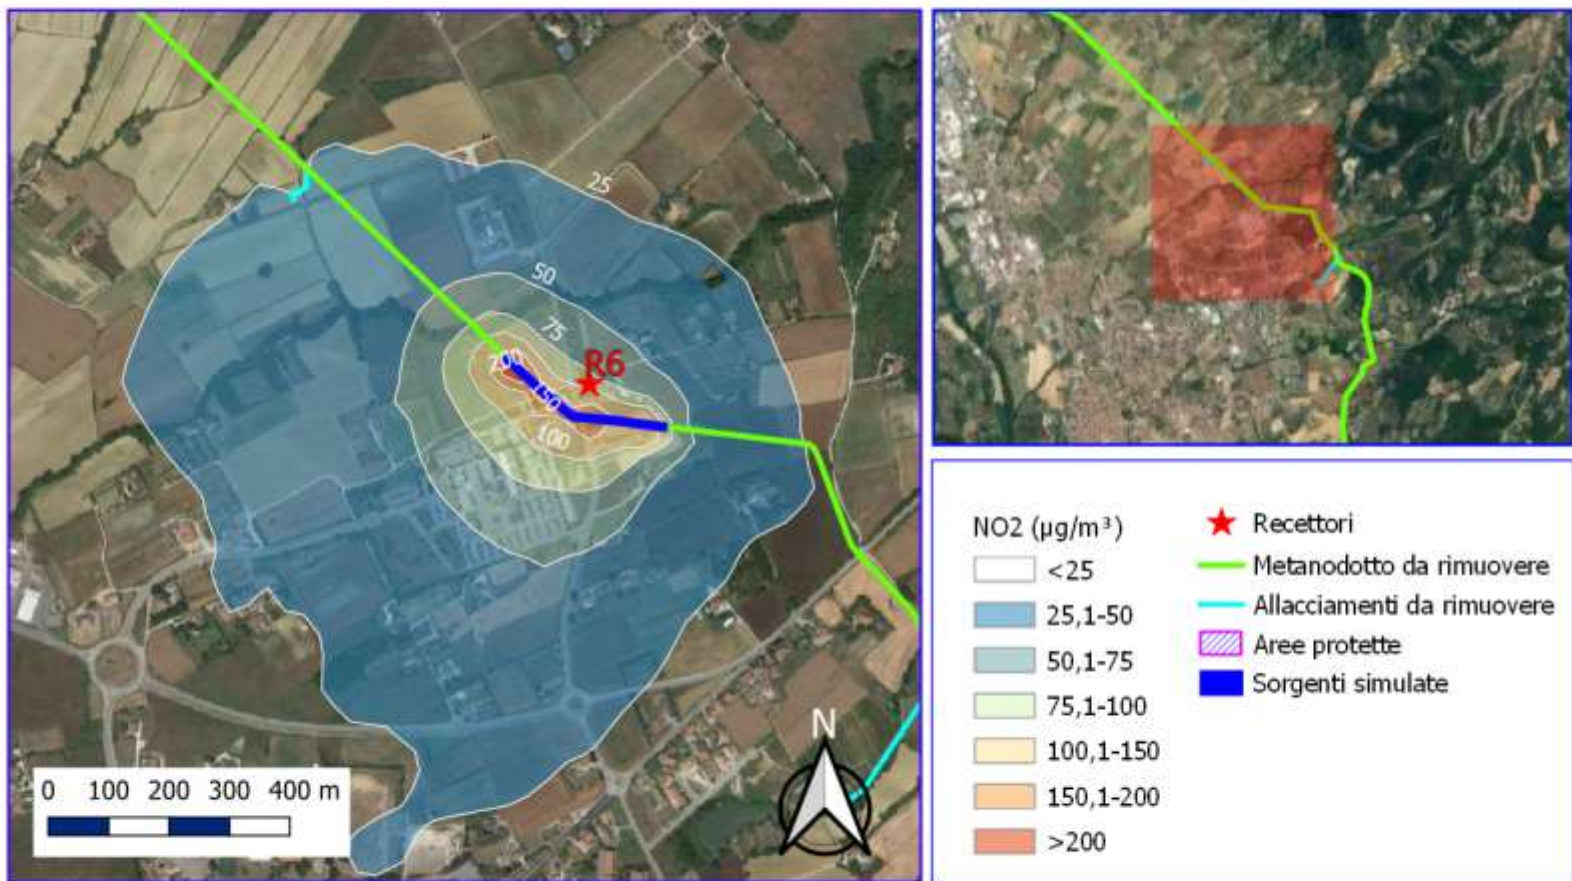 25
50
75
R6
150
100
N
0 100 200 300 400 m
NO2 (µg/m³)
<25
25,1-50
50,1-75
75,1-100
100,1-150
150,1-200
>200
Recettori
Metanodotto da rimuovere
Allacciamenti da rimuovere
Aree protette
Sorgenti simulate